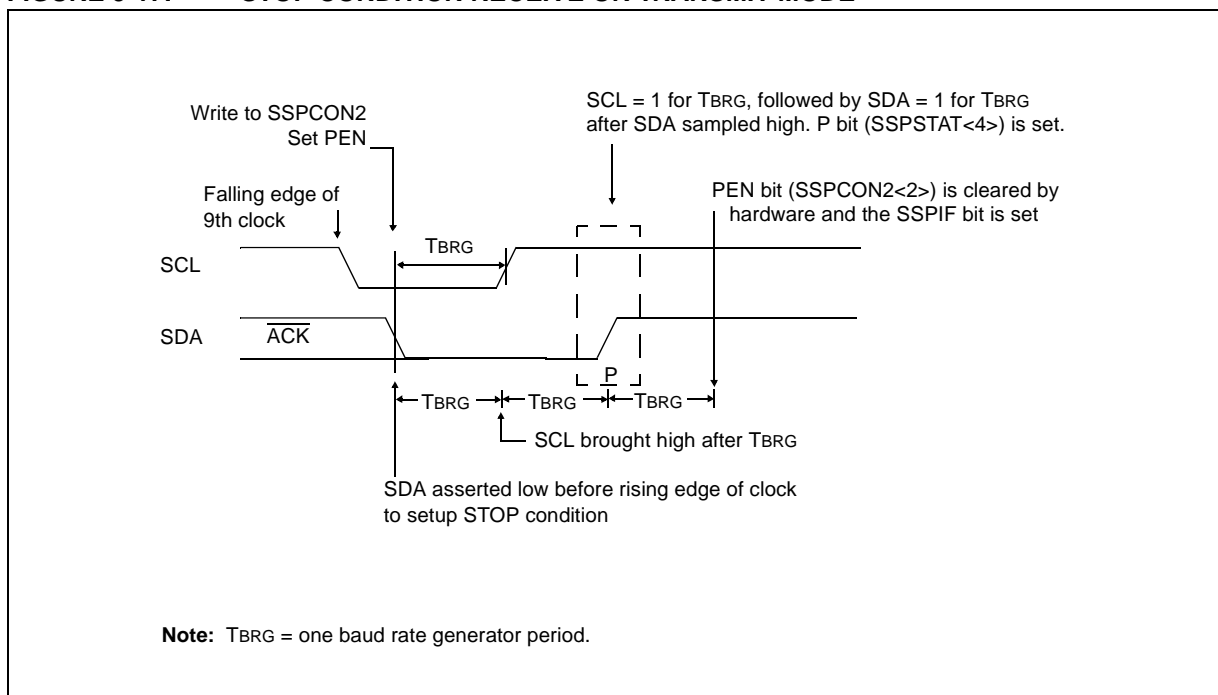 Write to SSPCON2
Set PEN
SCL = 1 for TBRG, followed by SDA = 1 for TBRG
after SDA sampled high. P bit (SSPSTAT<4>) is set.
Falling edge of
9th clock
PEN bit (SSPCON2<2>) is cleared by
hardware and the SSPIF bit is set
TBRG
SCL
SDA
ACK
P
TBRG
TBRG
TBRG
SCL brought high after TBRG
SDA asserted low before rising edge of clock
to setup STOP condition
Note: TBRG = one baud rate generator period.